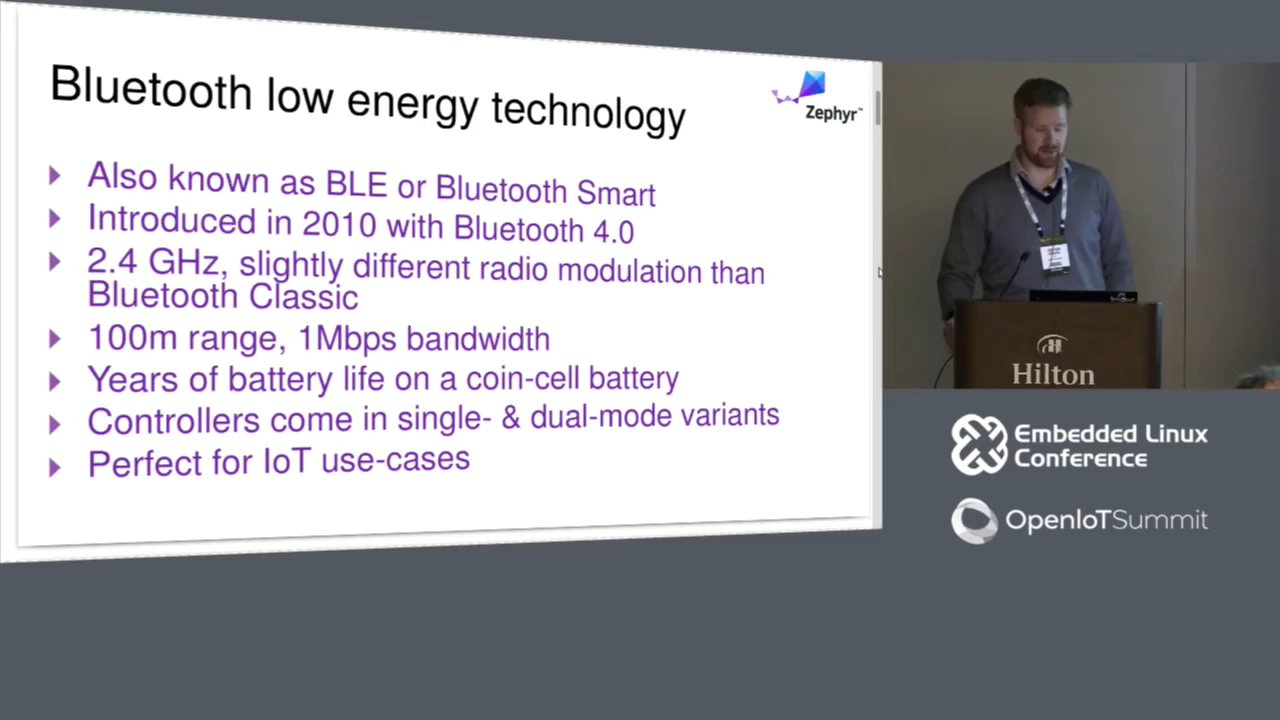 Bluetooth low energy technology
Zephyr™
Also known as BLE or Bluetooth Smart
Introduced in 2010 with Bluetooth 4.0
2.4 GHz, slightly different radio modulation than
Bluetooth Classic
100m range, 1Mbps bandwidth
Years of battery life on a coin-cell battery
Controllers come in single- & dual-mode variants
Perfect for IoT use-cases
Hilton
Embedded Linux
Conference
OpenIoTSummit